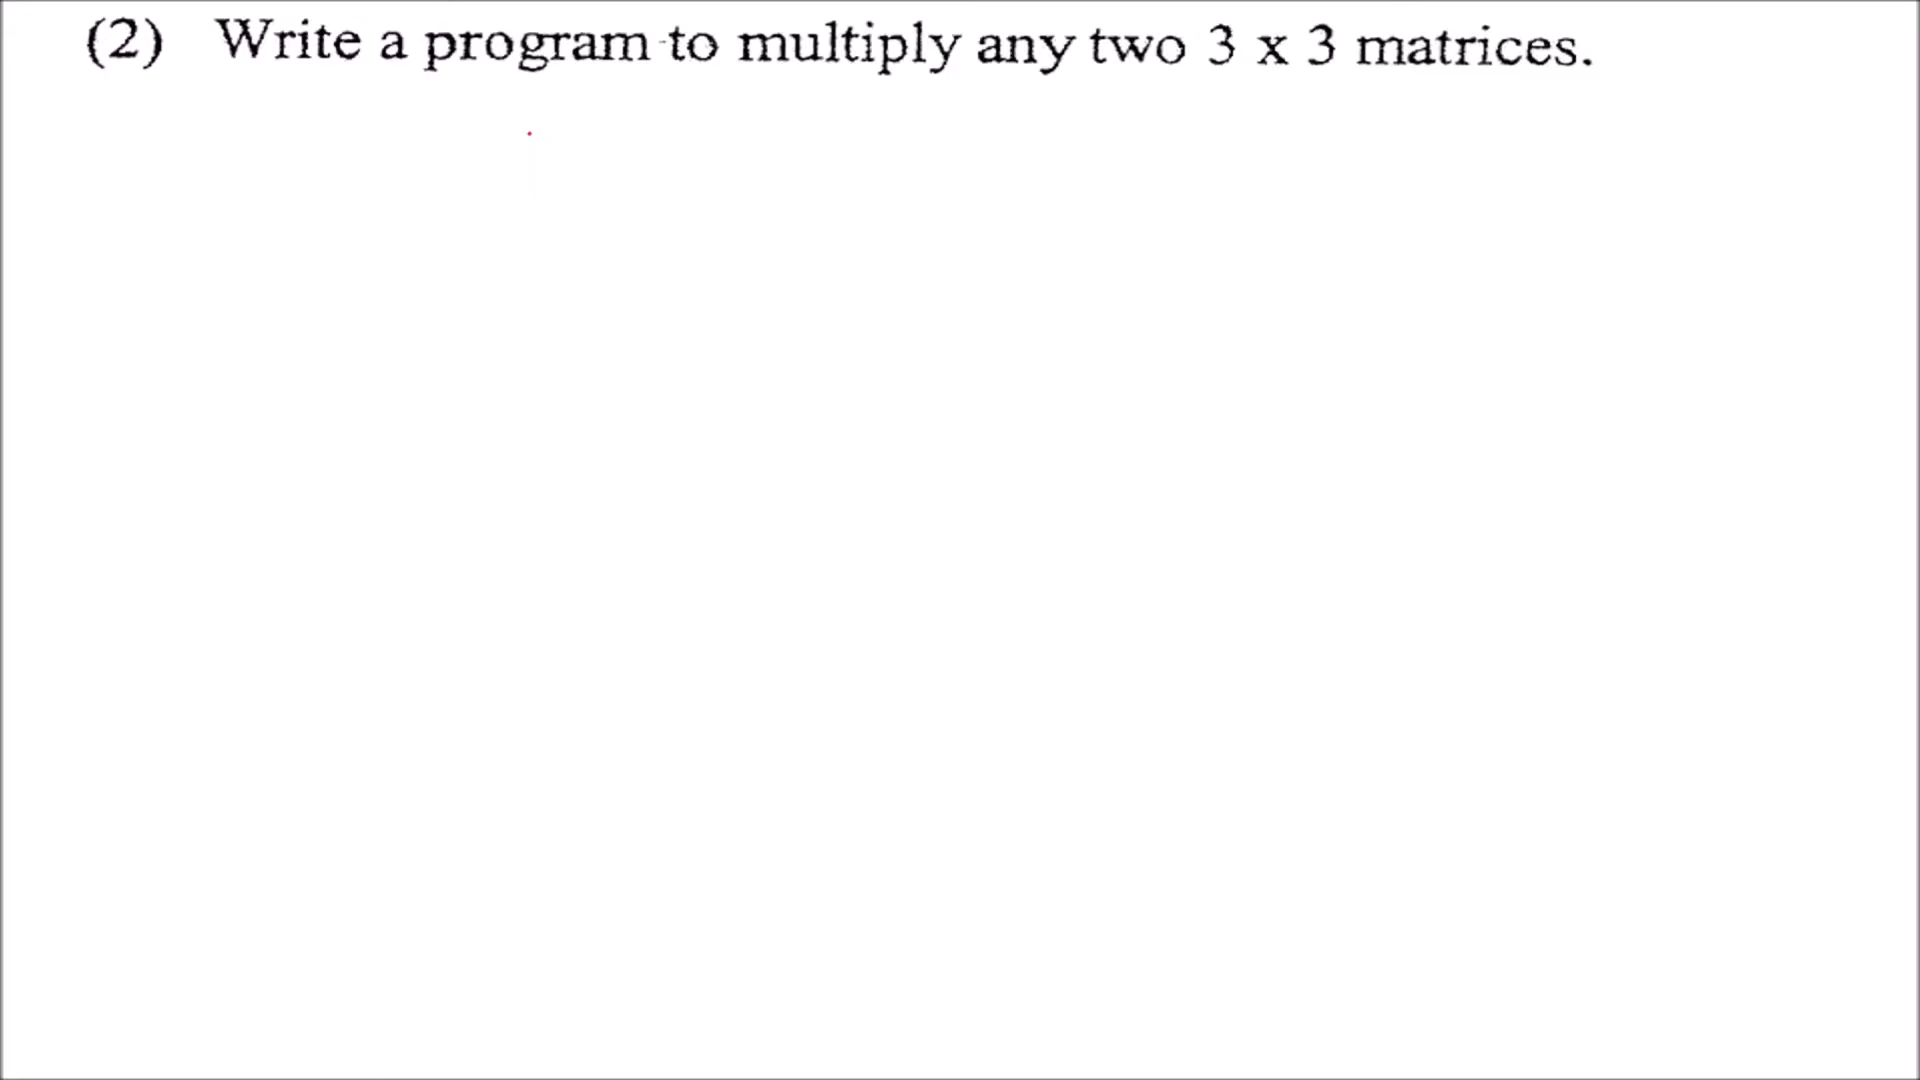 (2) Write a program to multiply any two 3 x 3 matrices.